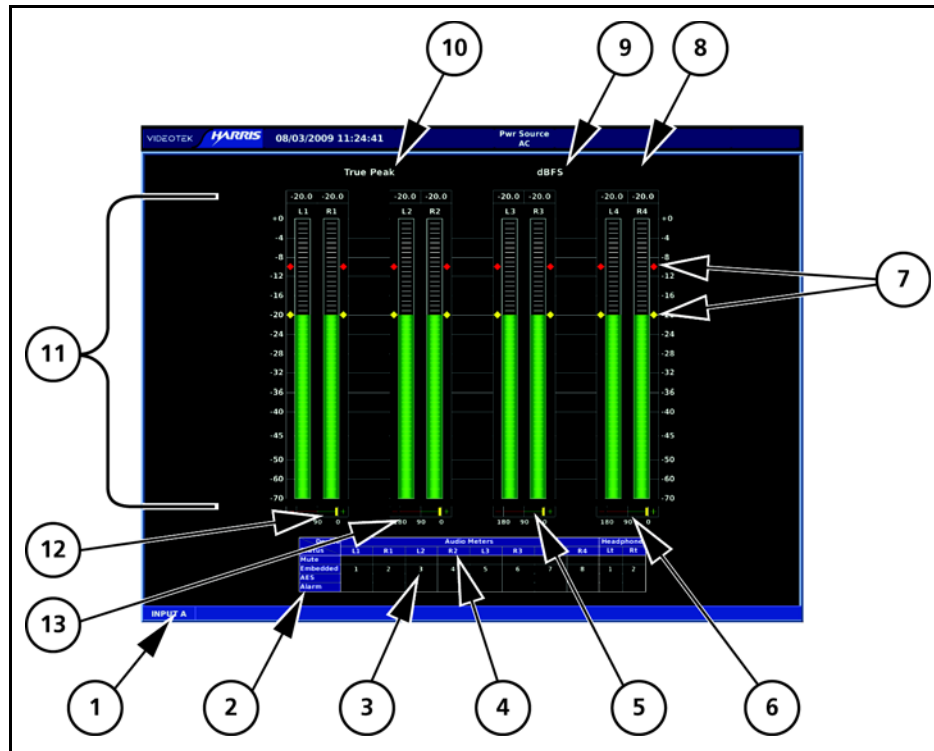 10 9 8
VIDEOTEK HARRIS 08/03/2009 11:24:41 Pwr Source
AC
True Peak dBFS
-20.0 -20.0 -20.0 -20.0 -20.0 -20.0 -20.0 -20.0
L1 R1 L2 R2 L3 R3 L4 R4
+0 +0
-4 -4
-8 -8
7
-12 -12
-16 -16
-20
-24 -24
11
-28 -28
-32 -32
-36 -36
-40 -40
-45 -45
-50 -50
-60 -60
-70 -70
90 0 90 0 180 90 0 180 90 0
12
Audio Meters
Status L1 R1 L2 R2 L3 R3 R4 Lt Rt
Mute
Embedded 1 2 3 4 5 6 7 8 1 2
AES
Alarm
13
INPUT A
1 2 3 4 5 6